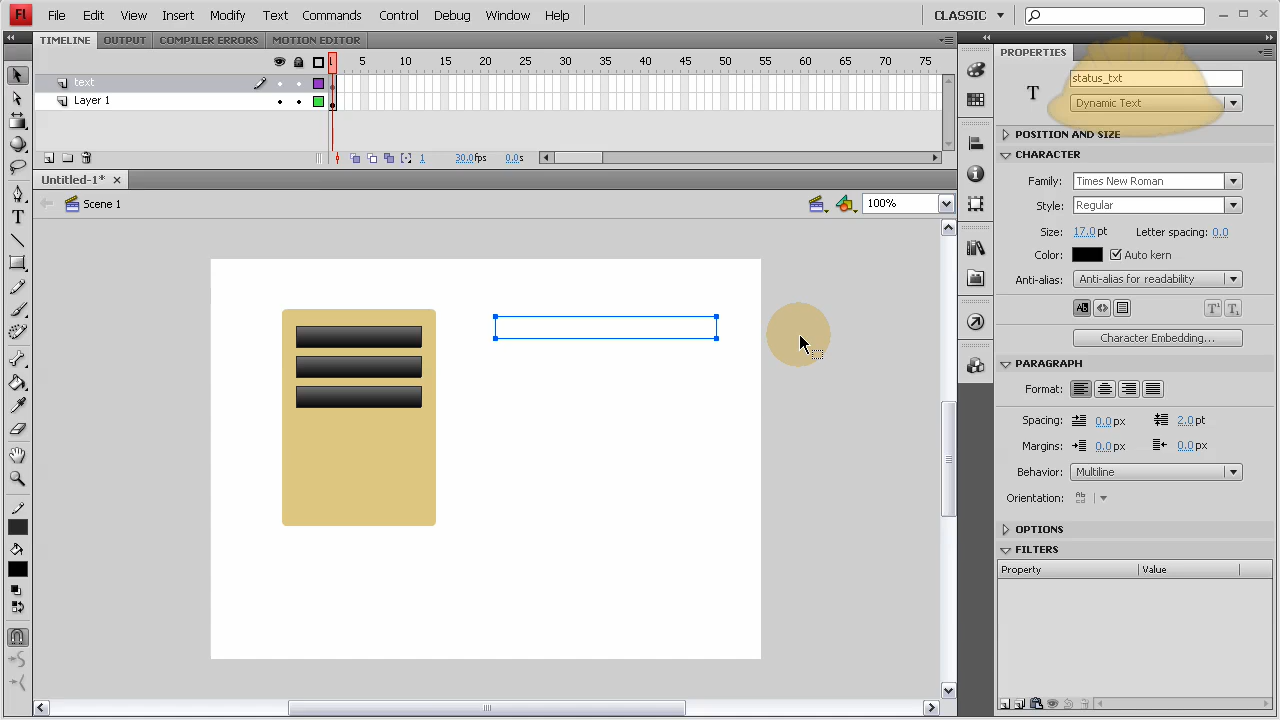 Fl File Edit View Insert Modify Text Commands Control Debug Window Help CLASSIC
TIMELINE OUTPUT COMPILER ERRORS MOTION EDITOR
1 5 10 15 20 25 30 35 40 45 50 55 60 65 70 75
text
Layer 1
1 30.0fps 0.0s
Untitled-1*
Scene 1 100%
PROPERTIES
T status_txt
Dynamic Text
POSITION AND SIZE
CHARACTER
Family: Times New Roman
Style: Regular
Size: 17.0 pt Letter spacing: 0.0
Color: Auto kern
Anti-alias: Anti-alias for readability
Character Embedding...
PARAGRAPH
Format:
Spacing: 0.0 px 2.0 pt
Margins: 0.0 px 0.0 px
Behavior: Multiline
Orientation:
OPTIONS
FILTERS
Property Value